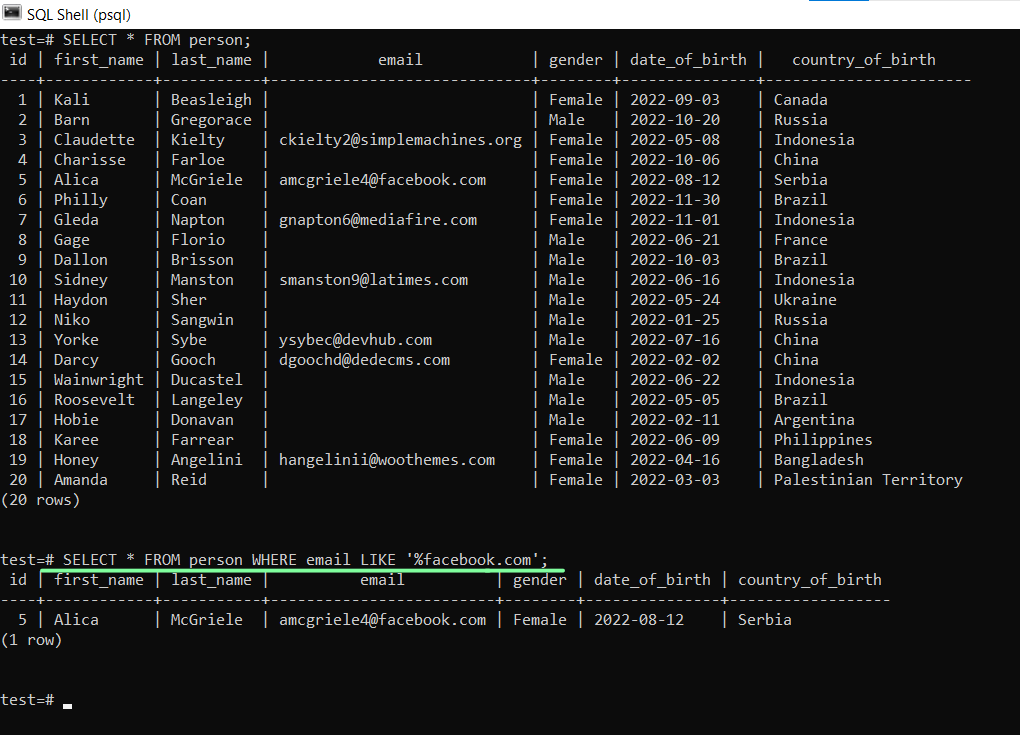 SQL Shell (psql)
test=# SELECT * FROM person;
 id | first_name | last_name |            email            | gender | date_of_birth |   country_of_birth
----+------------+-----------+-----------------------------+--------+---------------+----------------------
  1 | Kali       | Beasleigh |                             | Female | 2022-09-03    | Canada
  2 | Barn       | Gregorace |                             | Male   | 2022-10-20    | Russia
  3 | Claudette  | Kielty    | ckielty2@simplemachines.org | Female | 2022-05-08    | Indonesia
  4 | Charisse   | Farloe    |                             | Female | 2022-10-06    | China
  5 | Alica      | McGriele  | amcgriele4@facebook.com     | Female | 2022-08-12    | Serbia
  6 | Philly     | Coan      |                             | Female | 2022-11-30    | Brazil
  7 | Gleda      | Napton    | gnapton6@mediafire.com      | Female | 2022-11-01    | Indonesia
  8 | Gage       | Florio    |                             | Male   | 2022-06-21    | France
  9 | Dallon     | Brisson   |                             | Male   | 2022-10-03    | Brazil
 10 | Sidney     | Manston   | smanston9@latimes.com       | Male   | 2022-06-16    | Indonesia
 11 | Haydon     | Sher      |                             | Male   | 2022-05-24    | Ukraine
 12 | Niko       | Sangwin   |                             | Male   | 2022-01-25    | Russia
 13 | Yorke      | Sybe      | ysybec@devhub.com           | Male   | 2022-07-16    | China
 14 | Darcy      | Gooch     | dgoochd@dedecms.com         | Female | 2022-02-02    | China
 15 | Wainwright | Ducastel  |                             | Male   | 2022-06-22    | Indonesia
 16 | Roosevelt  | Langeley  |                             | Male   | 2022-05-05    | Brazil
 17 | Hobie      | Donavan   |                             | Male   | 2022-02-11    | Argentina
 18 | Karee      | Farrear   |                             | Female | 2022-06-09    | Philippines
 19 | Honey      | Angelini  | hangelinii@woothemes.com    | Female | 2022-04-16    | Bangladesh
 20 | Amanda     | Reid      |                             | Female | 2022-03-03    | Palestinian Territory
(20 rows)
test=# SELECT * FROM person WHERE email LIKE '%facebook.com';
 id | first_name | last_name |          email          | gender | date_of_birth | country_of_birth
----+------------+-----------+-------------------------+--------+---------------+------------------
  5 | Alica      | McGriele  | amcgriele4@facebook.com | Female | 2022-08-12    | Serbia
(1 row)
test=#